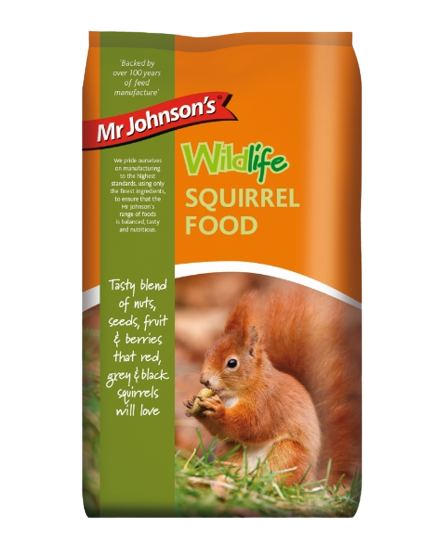 'Backed by
over 100 years
of feed
manufacture'
Mr Johnson's
We pride ourselves
on manufacturing
to the highest
standards, using only
the finest ingredients,
to ensure that the
Mr Johnson's
range of foods
is balanced, tasty
and nutritious.
Wildlife
SQUIRREL
FOOD
Tasty blend
of nuts,
seeds, fruit
& berries
that red,
grey & black
squirrels
will love